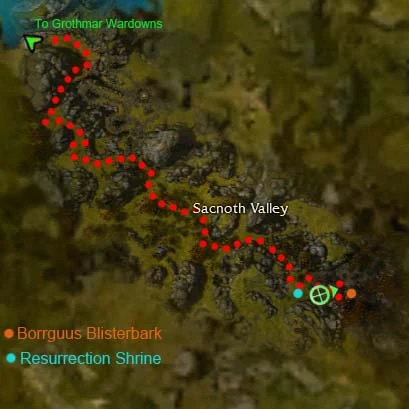 To Grothmar Wardowns
Sacnoth Valley
Borrguus Blisterbark
Resurrection Shrine